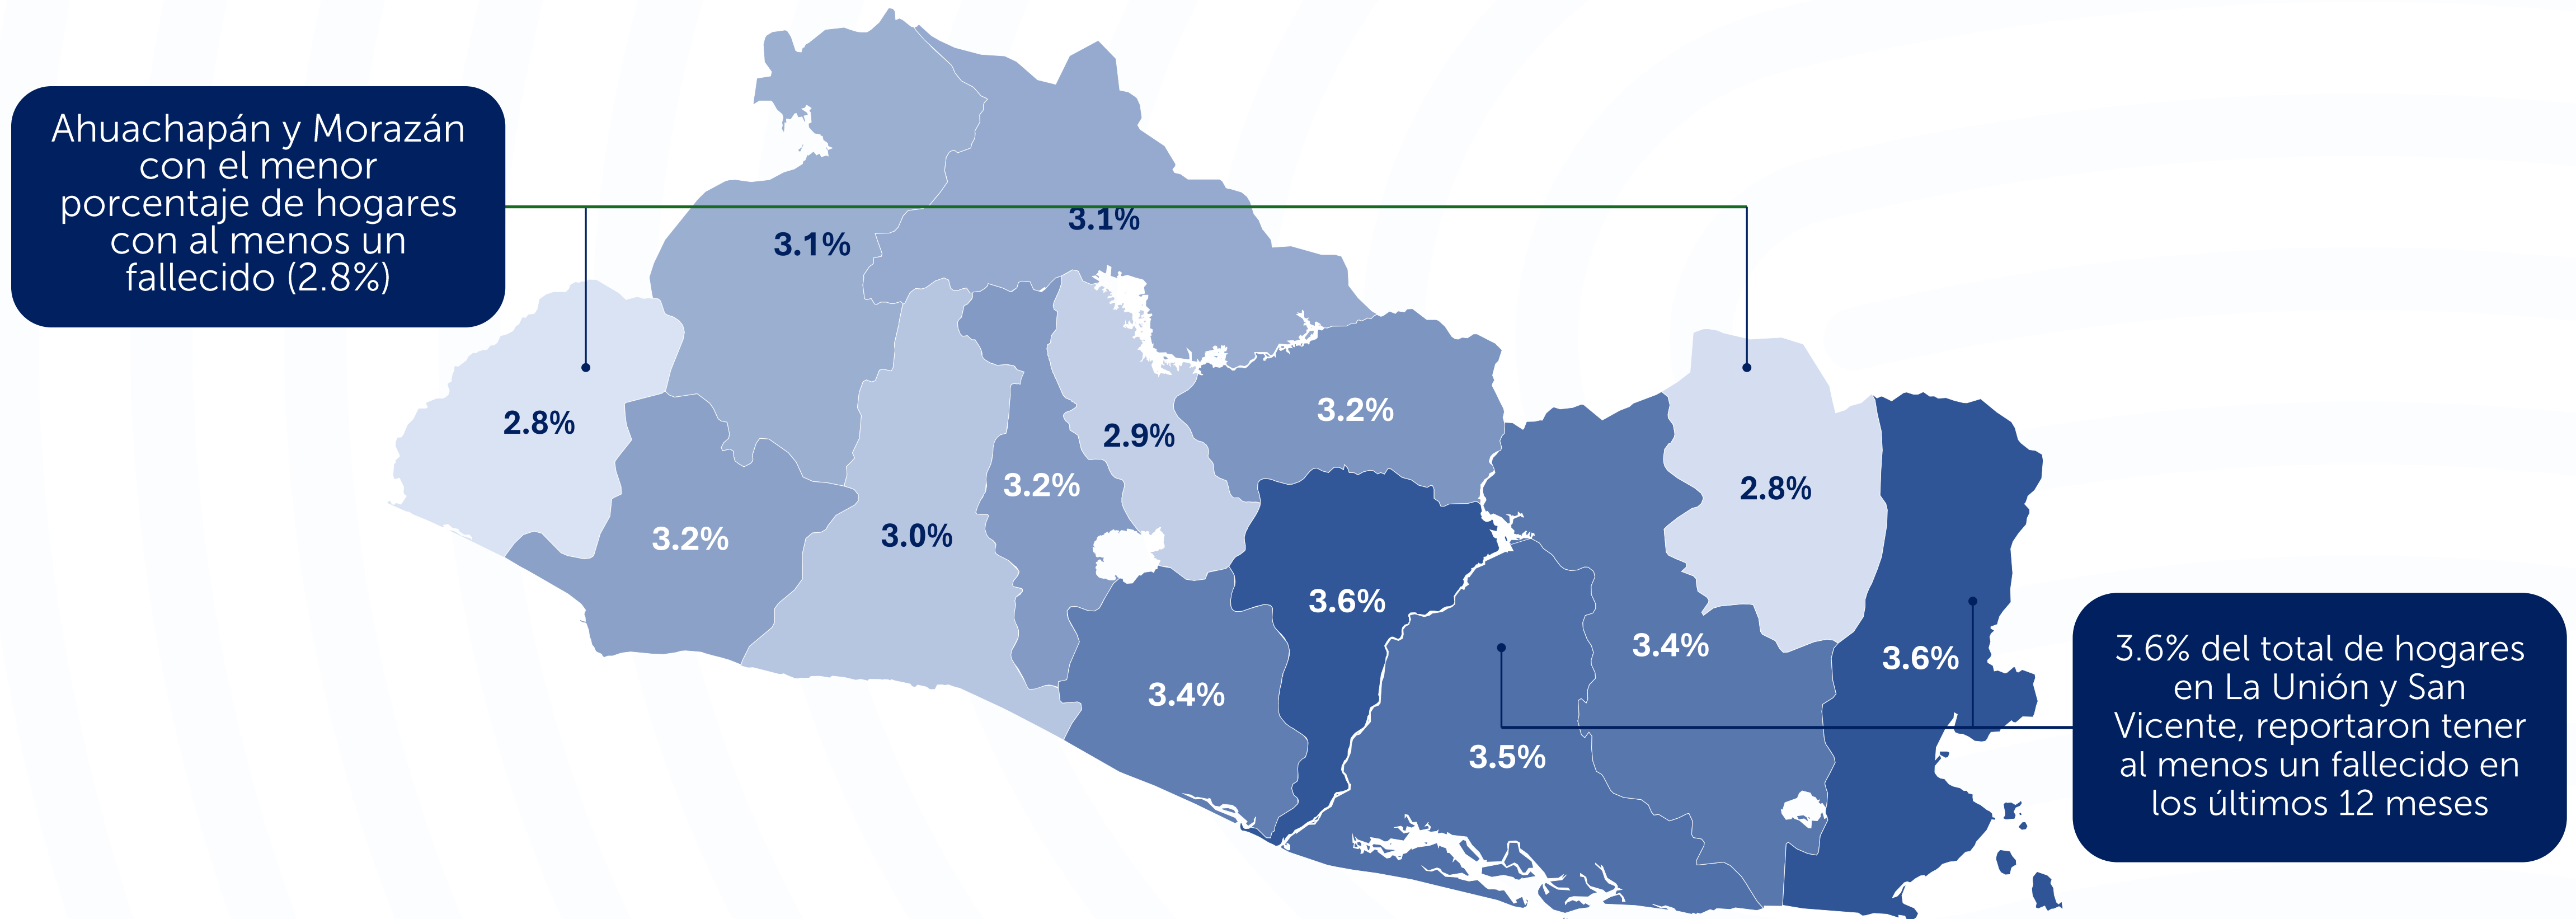 Ahuachapán y Morazán
con el menor
porcentaje de hogares
con al menos un
fallecido (2.8%)
3.1%
3.1%
2.8%
3.2%
2.9%
3.2%
3.2%
2.8%
3.0%
3.6%
3.4%
3.6%
3.4%
3.5%
3.6% del total de hogares
en La Unión y San
Vicente, reportaron tener
al menos un fallecido en
los últimos 12 meses